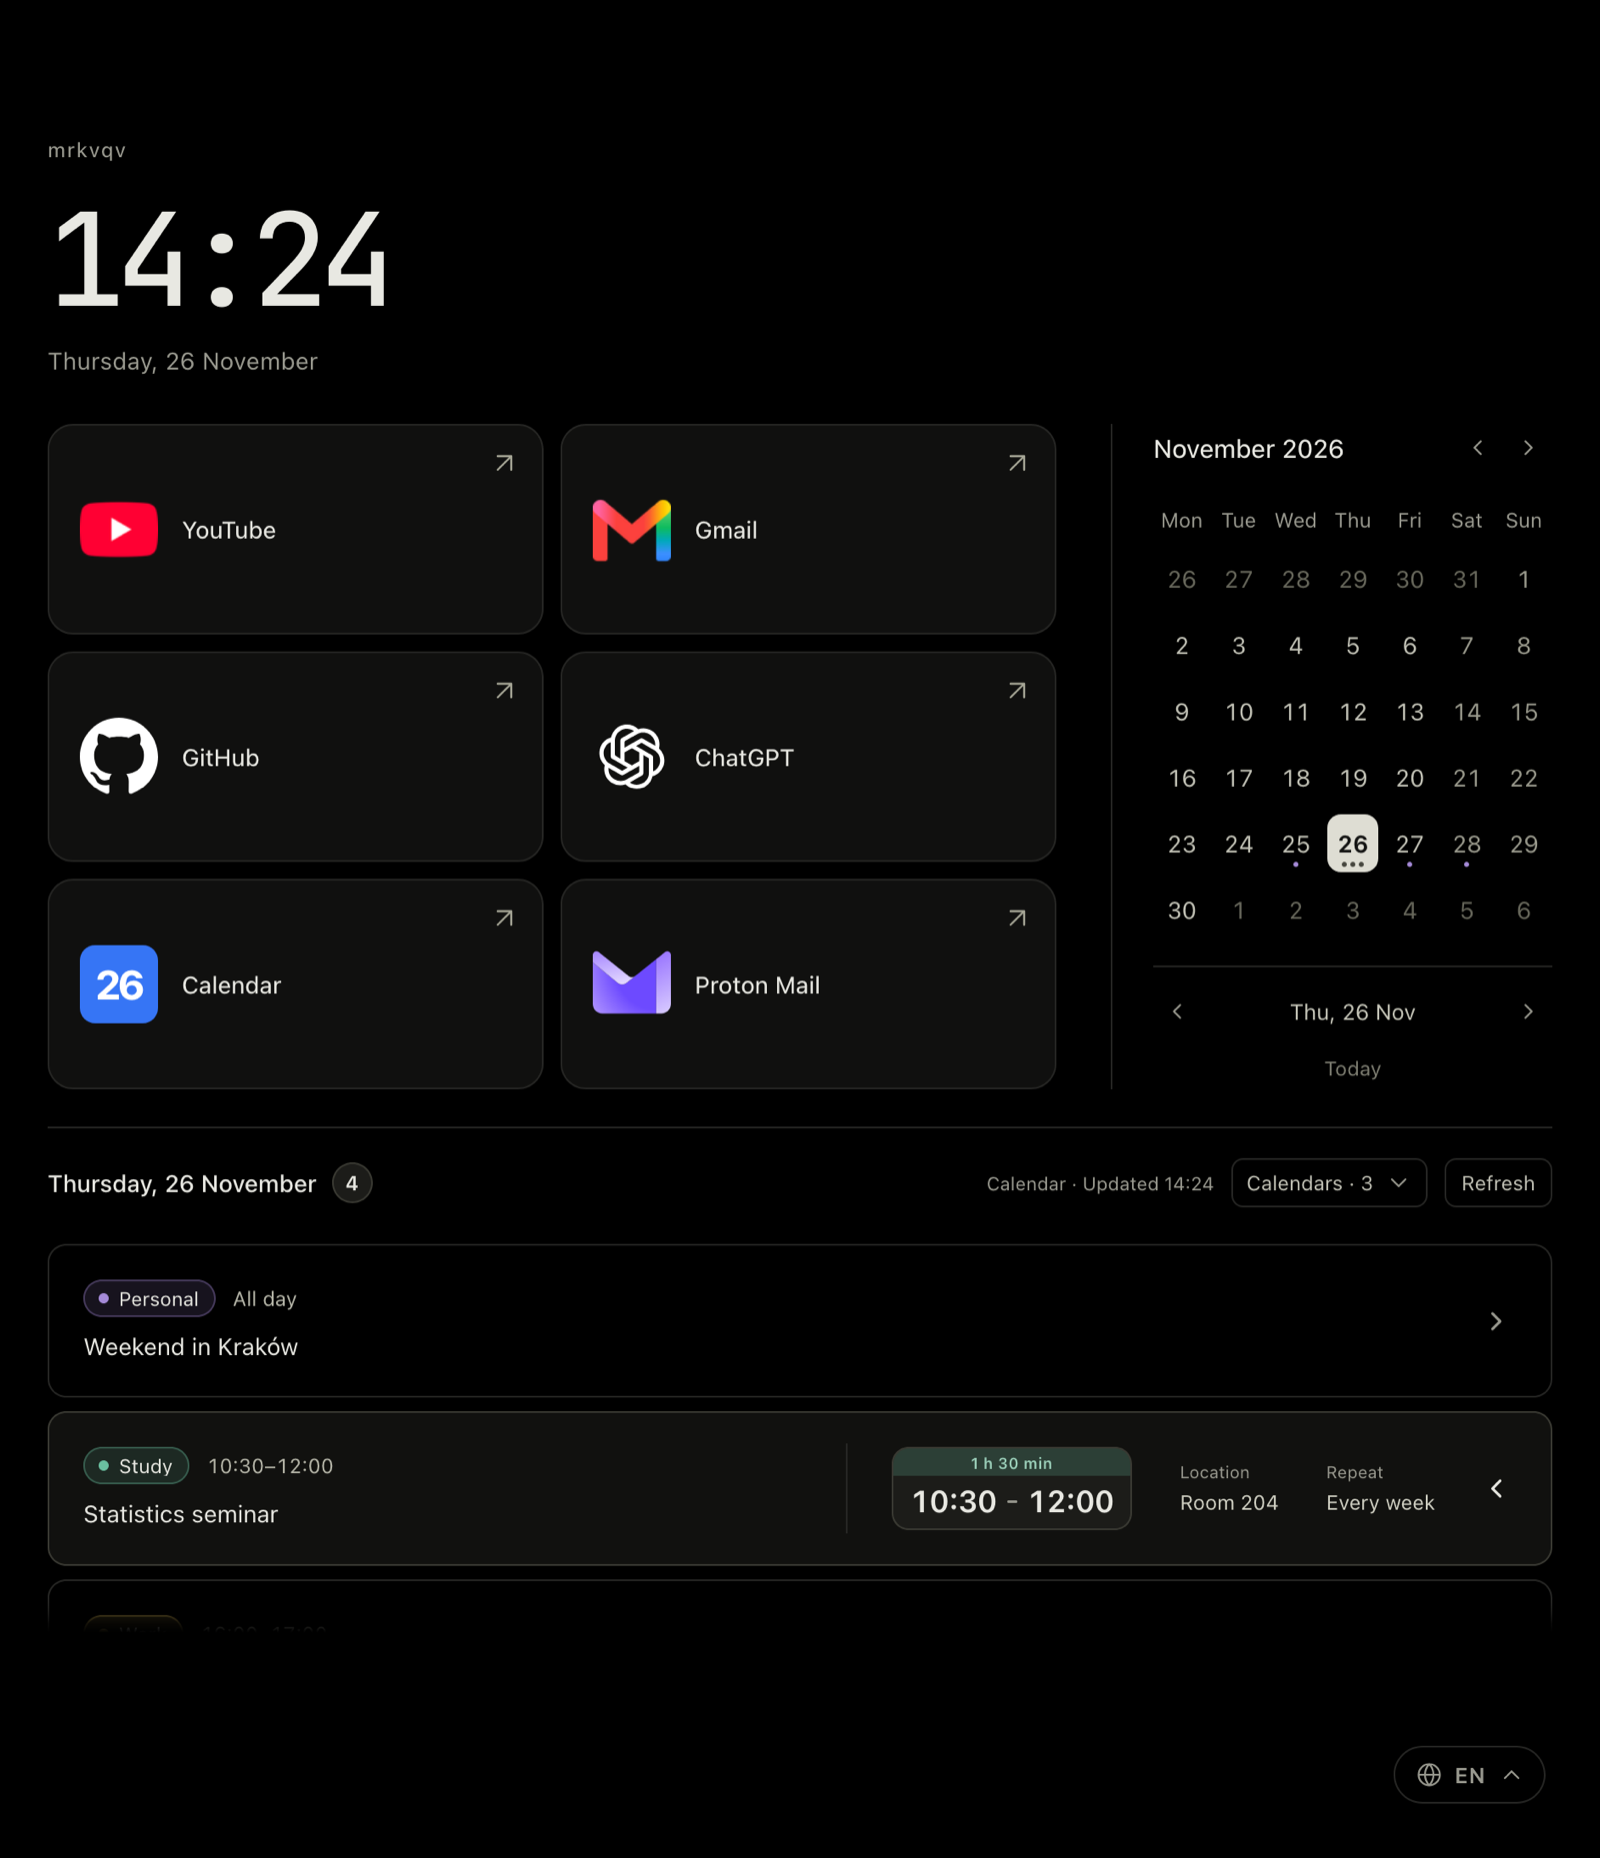 mrkvqv
14:24
Thursday, 26 November
YouTube
Gmail
GitHub
ChatGPT
26
Calendar
Proton Mail
November 2026
Mon Tue Wed Thu Fri Sat Sun
26 27 28 29 30 31 1
2 3 4 5 6 7 8
9 10 11 12 13 14 15
16 17 18 19 20 21 22
23 24 25 26 27 28 29
30 1 2 3 4 5 6
Thu, 26 Nov
Today
Thursday, 26 November 4
Calendar · Updated 14:24
Calendars · 3
Refresh
Personal All day
Weekend in Kraków
Study 10:30–12:00
Statistics seminar
1 h 30 min
10:30 - 12:00
Location
Room 204
Repeat
Every week
EN